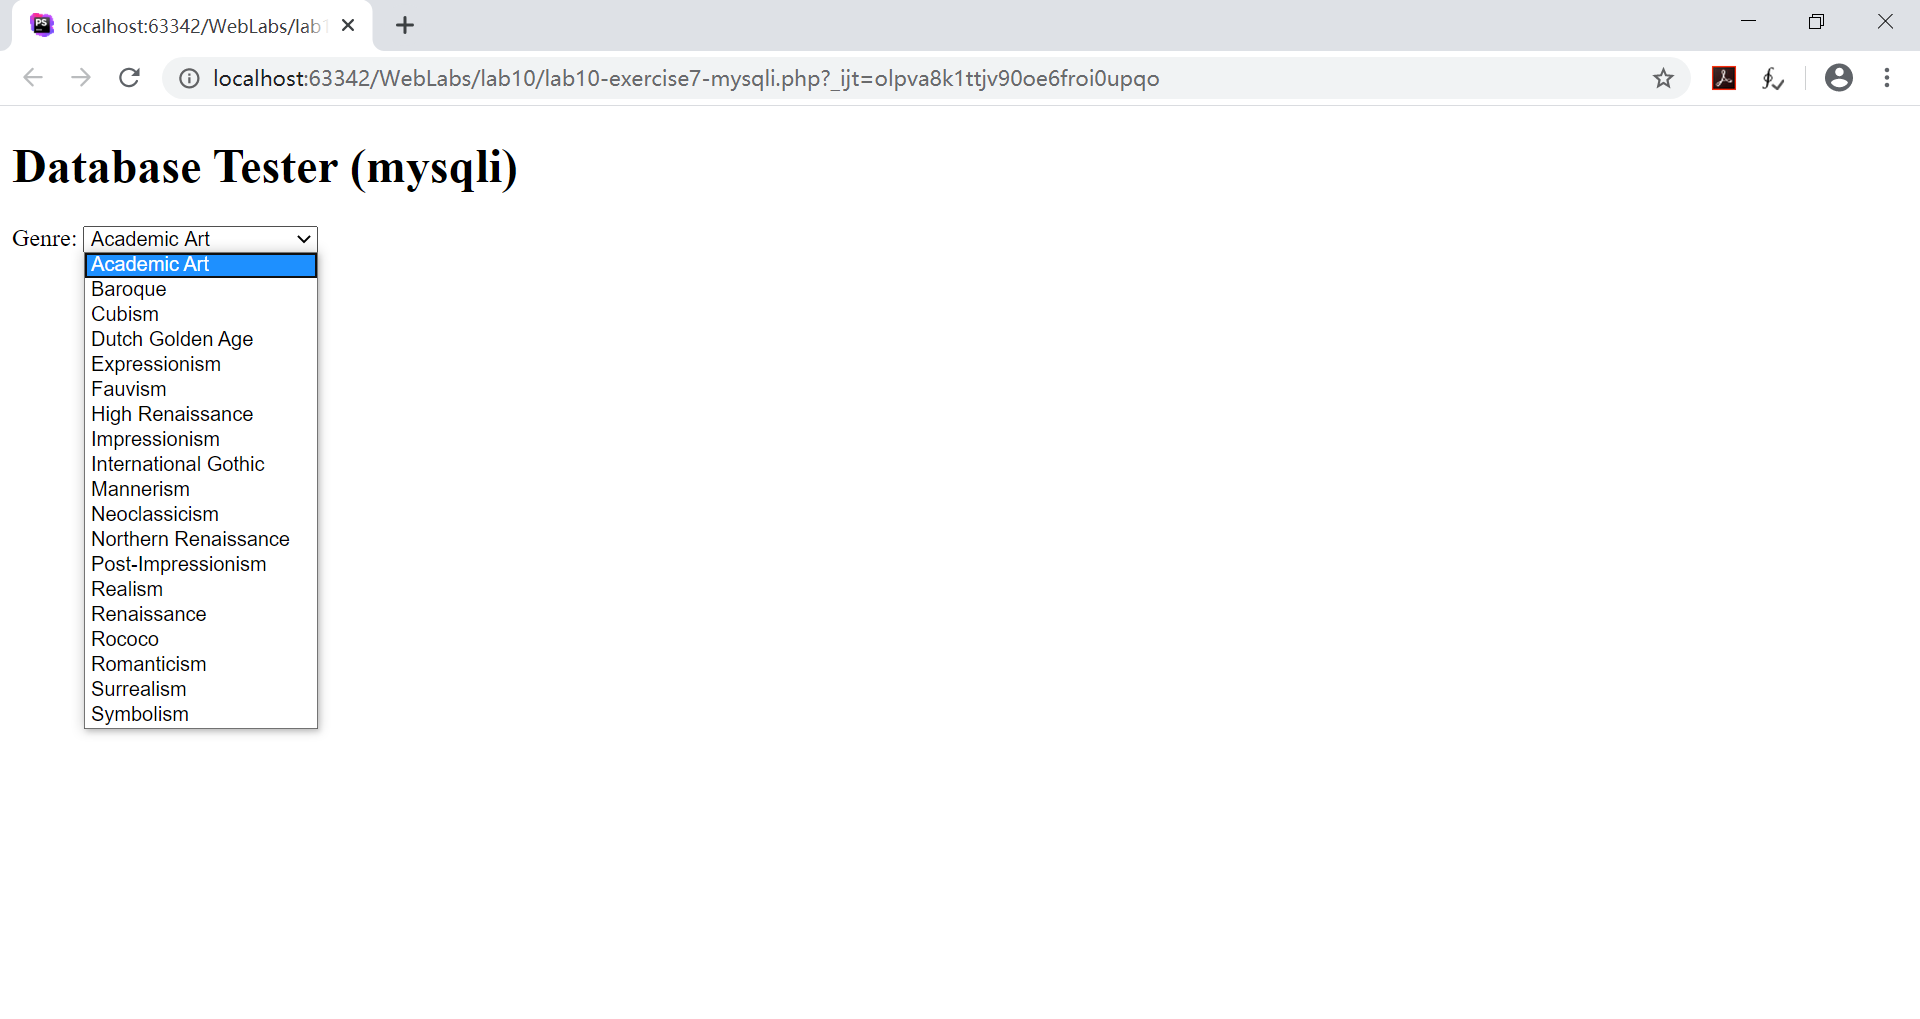 PS
localhost:63342/WebLabs/lab1
localhost:63342/WebLabs/lab10/lab10-exercise7-mysqli.php?_ijt=olpva8k1ttjv90oe6froi0upqo
Database Tester (mysqli)
Genre: Academic Art
Academic Art
Baroque
Cubism
Dutch Golden Age
Expressionism
Fauvism
High Renaissance
Impressionism
International Gothic
Mannerism
Neoclassicism
Northern Renaissance
Post-Impressionism
Realism
Renaissance
Rococo
Romanticism
Surrealism
Symbolism